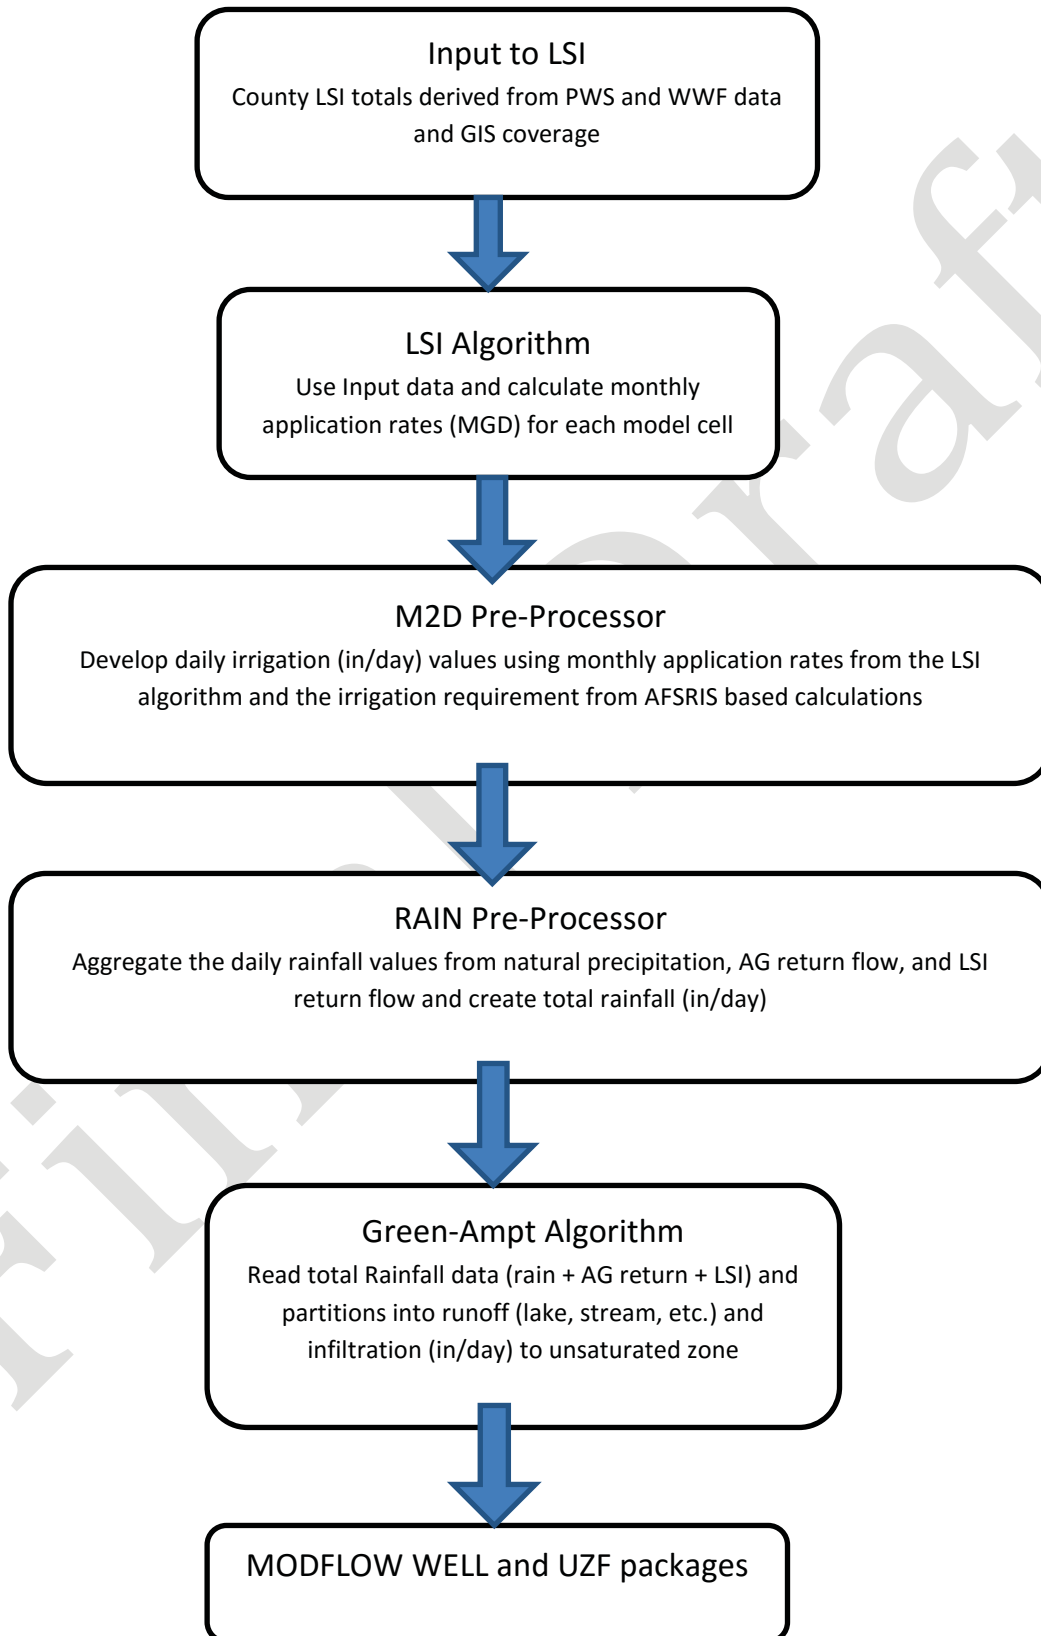 Input to LSI
County LSI totals derived from PWS and WWF data
and GIS coverage
LSI Algorithm
Use Input data and calculate monthly
application rates (MGD) for each model cell
M2D Pre-Processor
Develop daily irrigation (in/day) values using monthly application rates from the LSI
algorithm and the irrigation requirement from AFSRIS based calculations
RAIN Pre-Processor
Aggregate the daily rainfall values from natural precipitation, AG return flow, and LSI
return flow and create total rainfall (in/day)
Green-Ampt Algorithm
Read total Rainfall data (rain + AG return + LSI) and
partitions into runoff (lake, stream, etc.) and
infiltration (in/day) to unsaturated zone
MODFLOW WELL and UZF packages